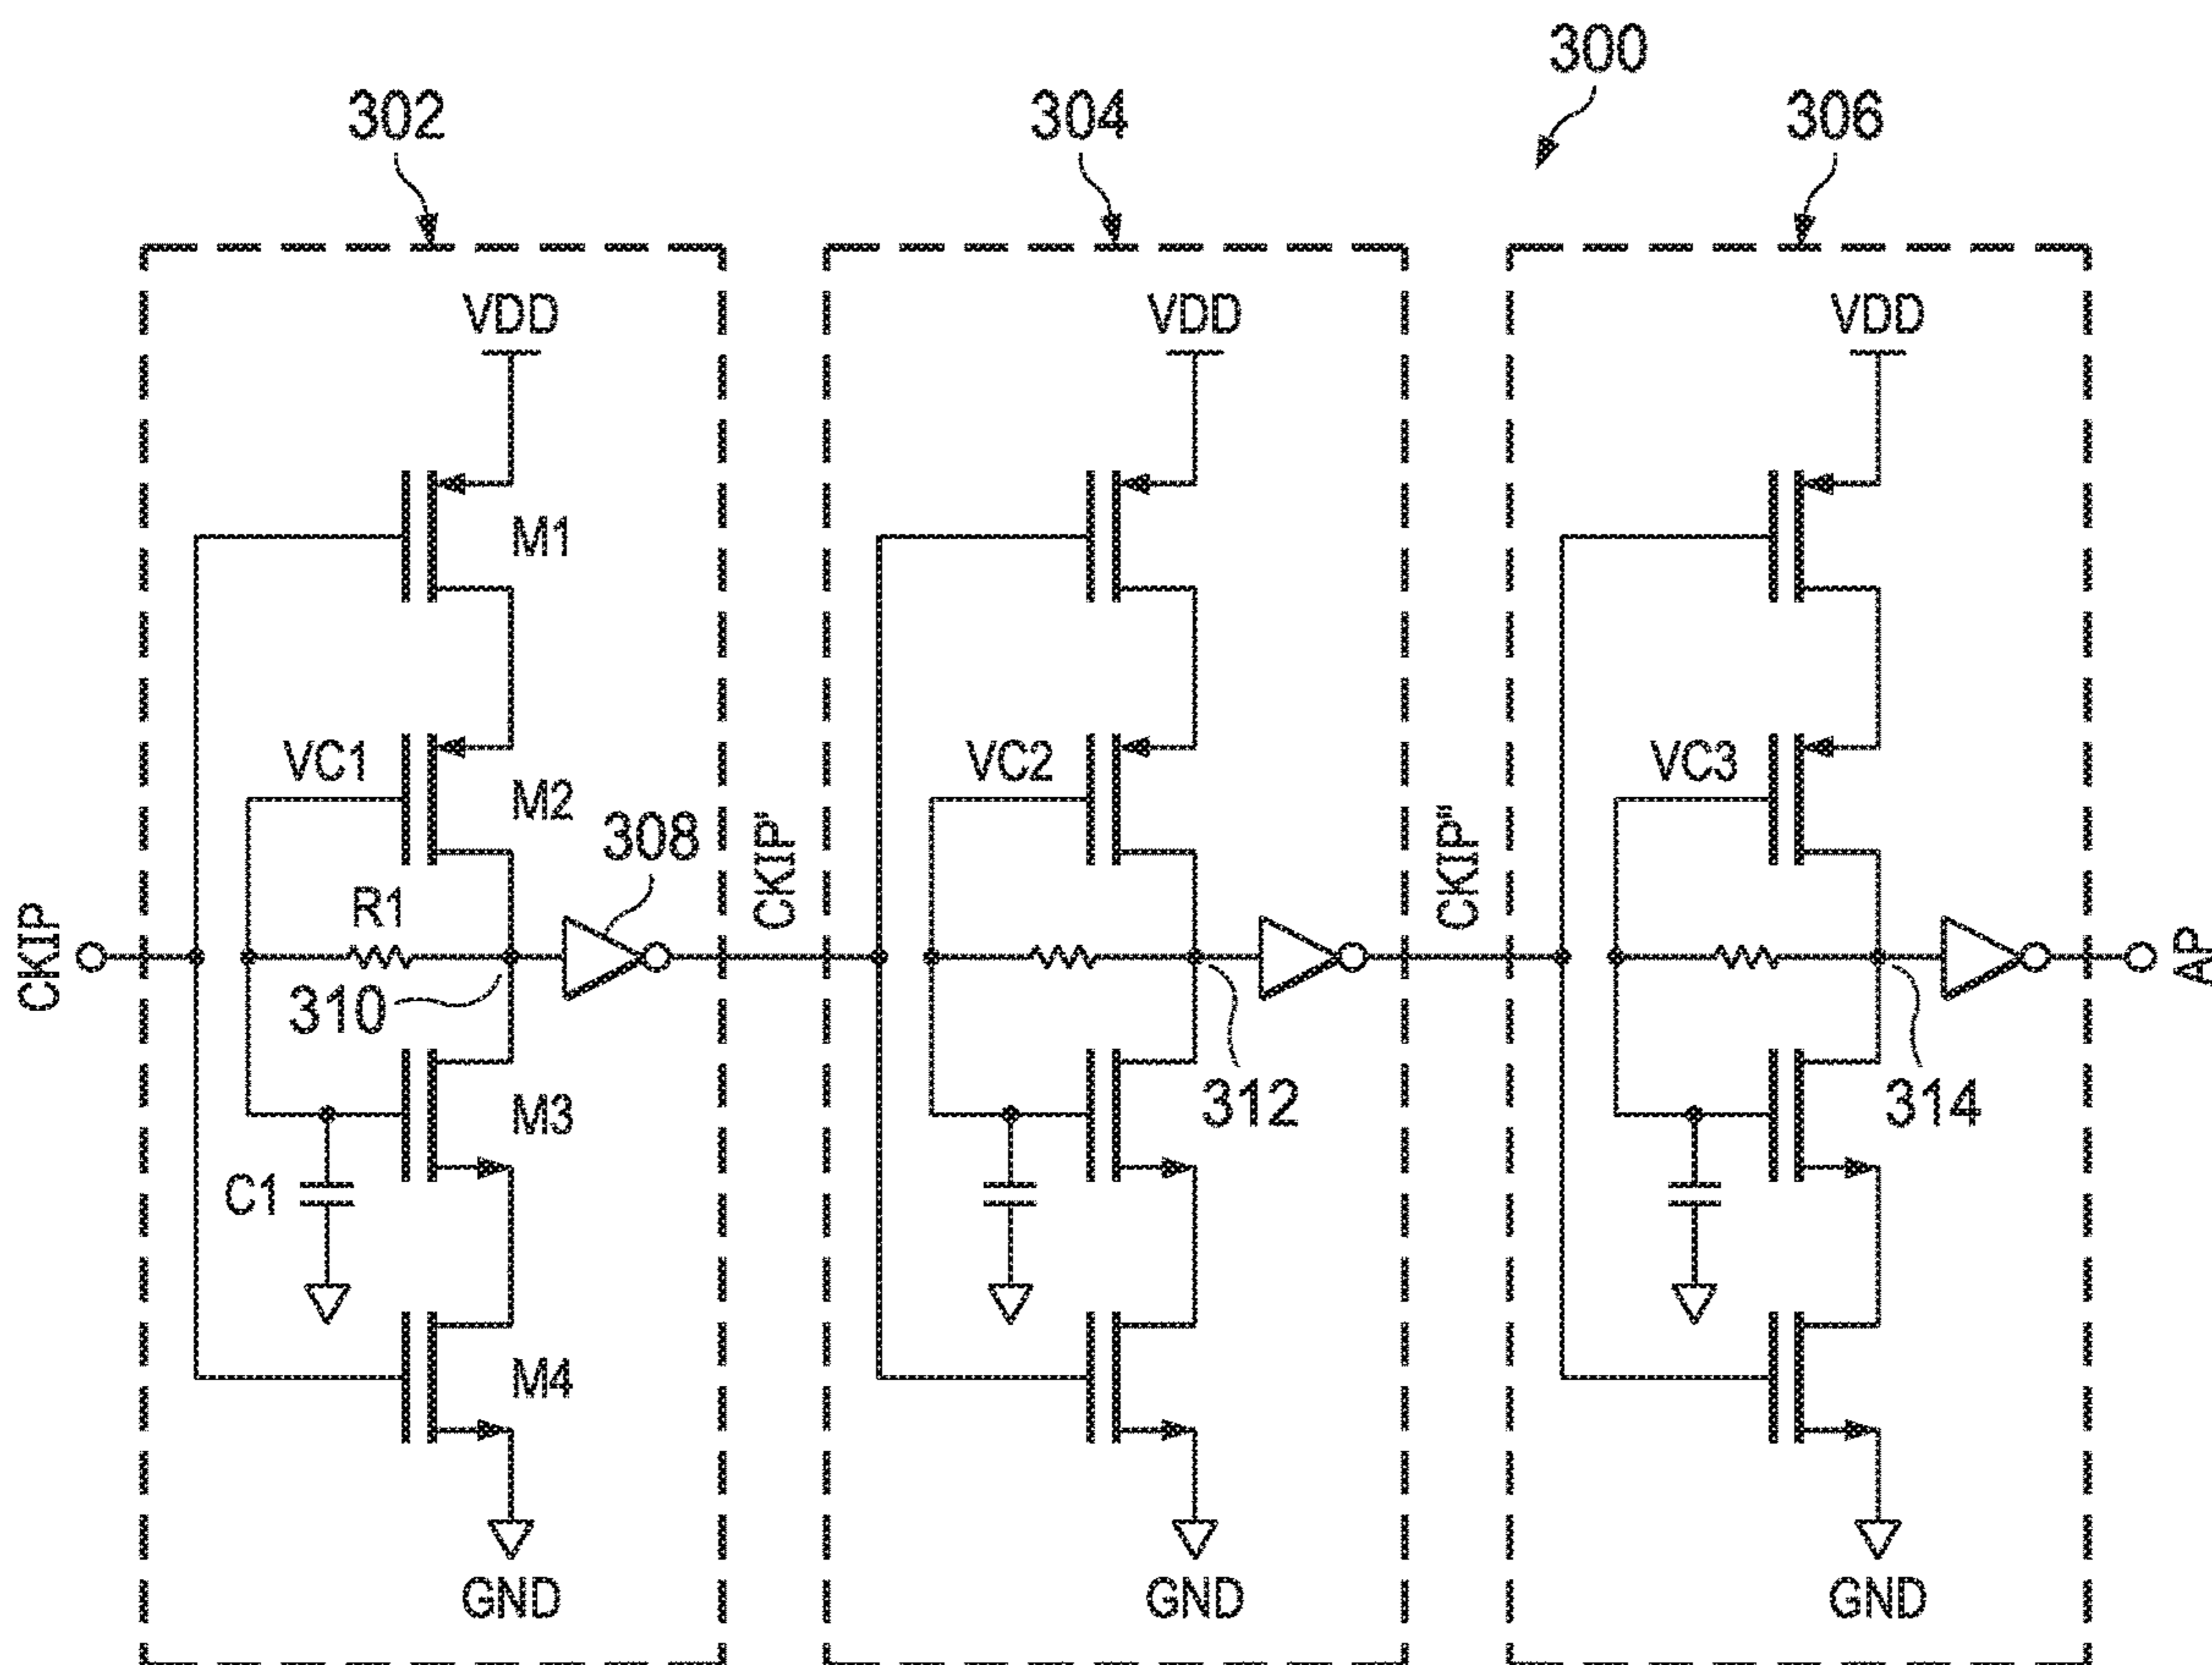 300
302
304
306
VDD
VDD
VDD
M1
VC1
M2
VC2
VC3
308
CKIP'
CKIP"
R1
CKIP
310
AP
M3
312
314
C1
M4
GND
GND
GND